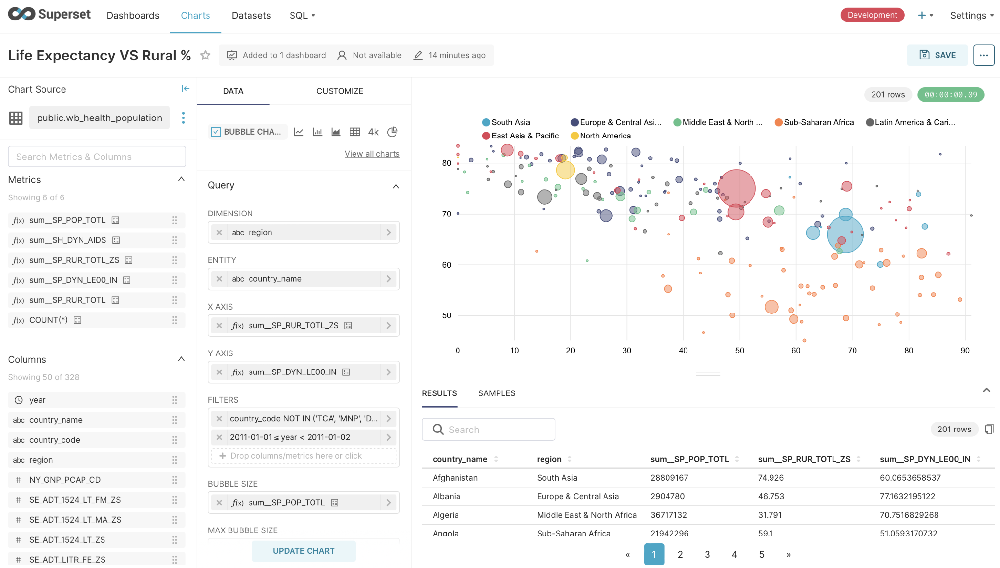 Superset
Dashboards
Charts
Datasets
SQL
Development
+
Settings
Life Expectancy VS Rural %
Added to 1 dashboard
Not available
14 minutes ago
SAVE
...
Chart Source
public.wb_health_population
Search Metrics & Columns
Metrics
Showing 6 of 6
f(x) sum__SP_POP_TOTL
f(x) sum__SH_DYN_AIDS
f(x) sum__SP_RUR_TOTL_ZS
f(x) sum__SP_DYN_LE00_IN
f(x) sum__SP_RUR_TOTL
f(x) COUNT(*)
Columns
Showing 50 of 328
year
abc country_name
abc country_code
abc region
# NY_GNP_PCAP_CD
# SE_ADT_1524_LT_FM_ZS
# SE_ADT_1524_LT_MA_ZS
# SE_ADT_1524_LT_ZS
# SE_ADT_LITR_FE_ZS
DATA
CUSTOMIZE
BUBBLE CHA...
4k
View all charts
Query
DIMENSION
abc region
ENTITY
abc country_name
X AXIS
f(x) sum__SP_RUR_TOTL_ZS
Y AXIS
f(x) sum__SP_DYN_LE00_IN
FILTERS
country_code NOT IN ('TCA', 'MNP', 'D...
2011-01-01 ≤ year < 2011-01-02
+ Drop columns/metrics here or click
BUBBLE SIZE
f(x) sum__SP_POP_TOTL
MAX BUBBLE SIZE
UPDATE CHART
201 rows
00:00:00.09
South Asia
Europe & Central Asi...
Middle East & North ...
Sub-Saharan Africa
Latin America & Cari...
East Asia & Pacific
North America
80
70
60
50
0 10 20 30 40 50 60 70 80 90
RESULTS
SAMPLES
Search
201 rows
country_name region sum__SP_POP_TOTL sum__SP_RUR_TOTL_ZS sum__SP_DYN_LE00_IN
Afghanistan South Asia 28809167 74.926 60.0653658537
Albania Europe & Central Asia 2904780 46.753 77.1632195122
Algeria Middle East & North Africa 36717132 31.791 70.7516829268
Angola Sub-Saharan Africa 21942296 59.1 51.0593170732
« 1 2 3 4 5 »